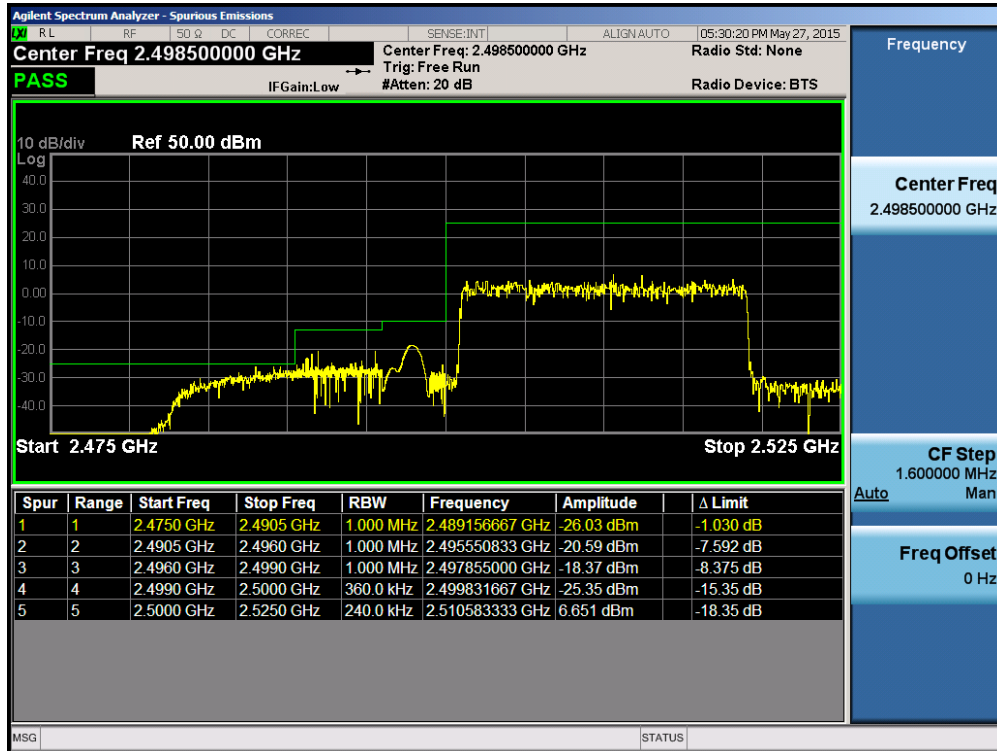 Agilent Spectrum Analyzer - Spurious Emissions
LXI RL RF 50 Ω DC CORREC SENSE:INT ALIGN AUTO 05:30:20 PM May 27, 2015
Center Freq 2.498500000 GHz
PASS
IFGain:Low
Center Freq: 2.498500000 GHz
Trig: Free Run
#Atten: 20 dB
Radio Std: None
Radio Device: BTS
10 dB/div Ref 50.00 dBm
Log
40.0
30.0
20.0
10.0
0.00
-10.0
-20.0
-30.0
-40.0
Start 2.475 GHz Stop 2.525 GHz
Spur Range Start Freq Stop Freq RBW Frequency Amplitude Δ Limit
1 1 2.4750 GHz 2.4905 GHz 1.000 MHz 2.489156667 GHz -26.03 dBm -1.030 dB
2 2 2.4905 GHz 2.4960 GHz 1.000 MHz 2.495550833 GHz -20.59 dBm -7.592 dB
3 3 2.4960 GHz 2.4990 GHz 1.000 MHz 2.497855000 GHz -18.37 dBm -8.375 dB
4 4 2.4990 GHz 2.5000 GHz 360.0 kHz 2.499831667 GHz -25.35 dBm -15.35 dB
5 5 2.5000 GHz 2.5250 GHz 240.0 kHz 2.510583333 GHz 6.651 dBm -18.35 dB
MSG STATUS
Frequency
Center Freq
2.498500000 GHz
CF Step
1.600000 MHz
Auto Man
Freq Offset
0 Hz